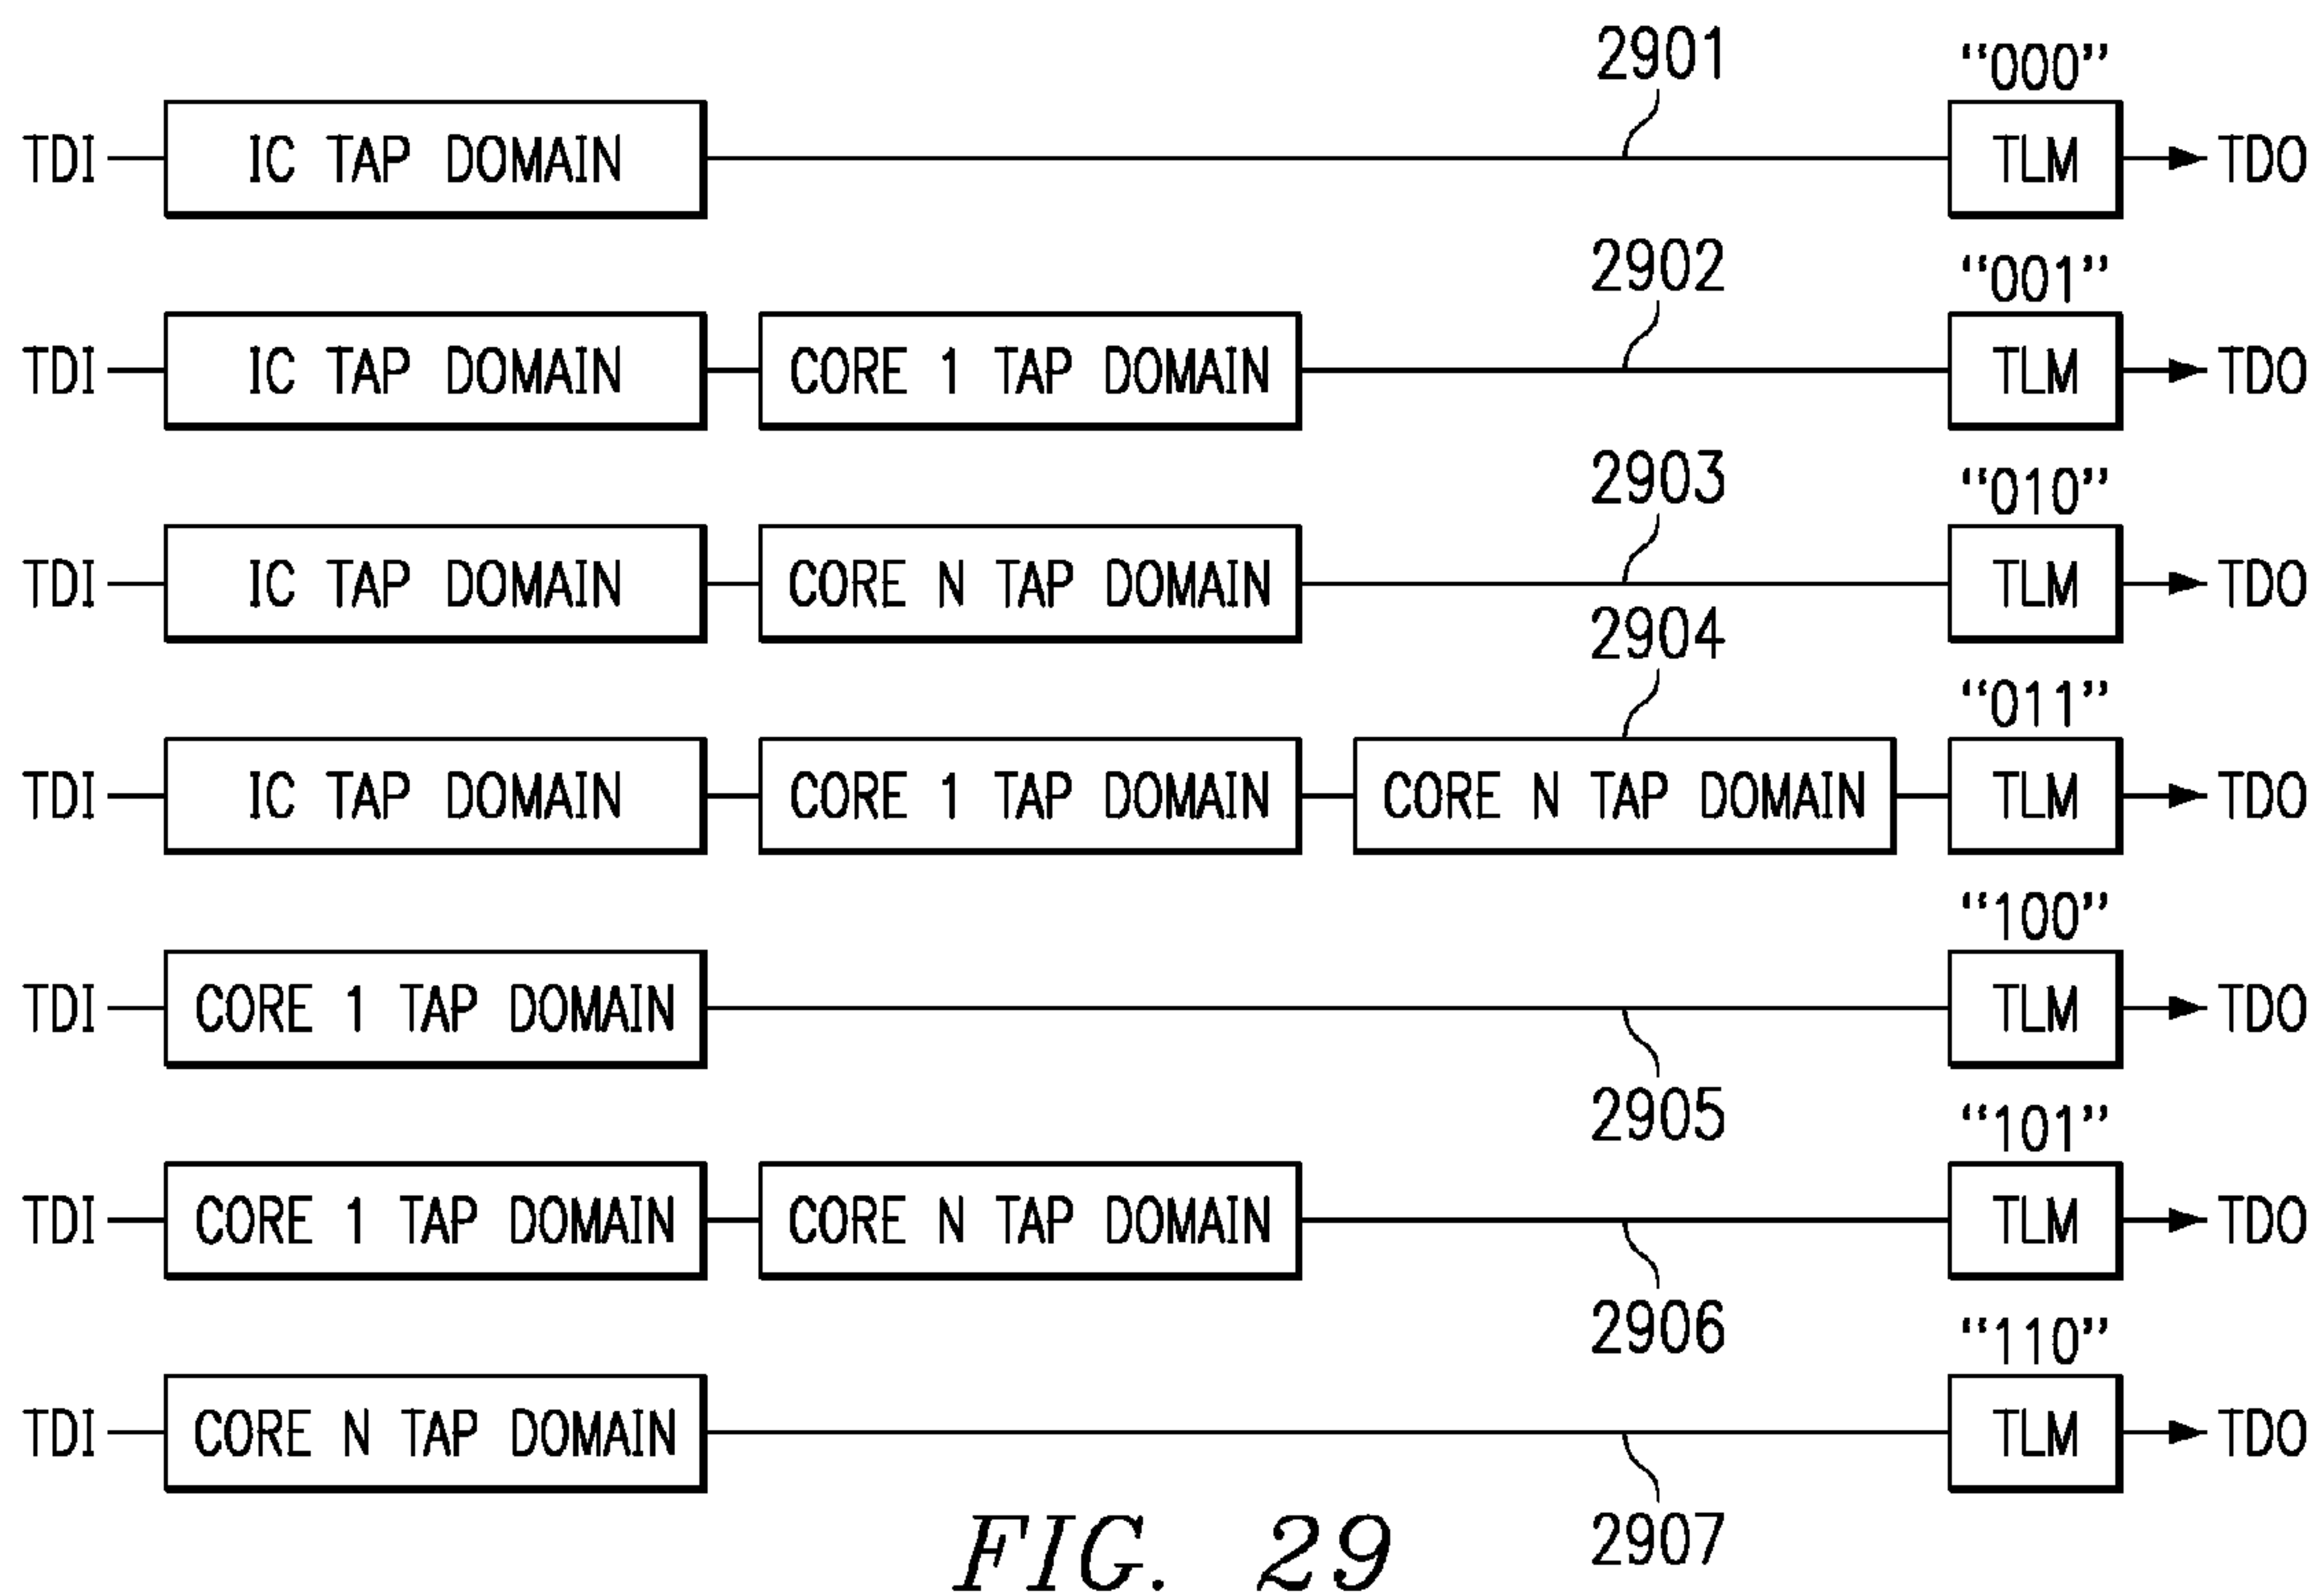 2901 “000”
TDI IC TAP DOMAIN TLM TDO
2902 “001”
TDI IC TAP DOMAIN CORE 1 TAP DOMAIN TLM TDO
2903 “010”
TDI IC TAP DOMAIN CORE N TAP DOMAIN TLM TDO
2904 “011”
TDI IC TAP DOMAIN CORE 1 TAP DOMAIN CORE N TAP DOMAIN TLM TDO
“100”
TDI CORE 1 TAP DOMAIN TLM TDO
2905 “101”
TDI CORE 1 TAP DOMAIN CORE N TAP DOMAIN TLM TDO
2906 “110”
TDI CORE N TAP DOMAIN TLM TDO
2907
FIG. 29